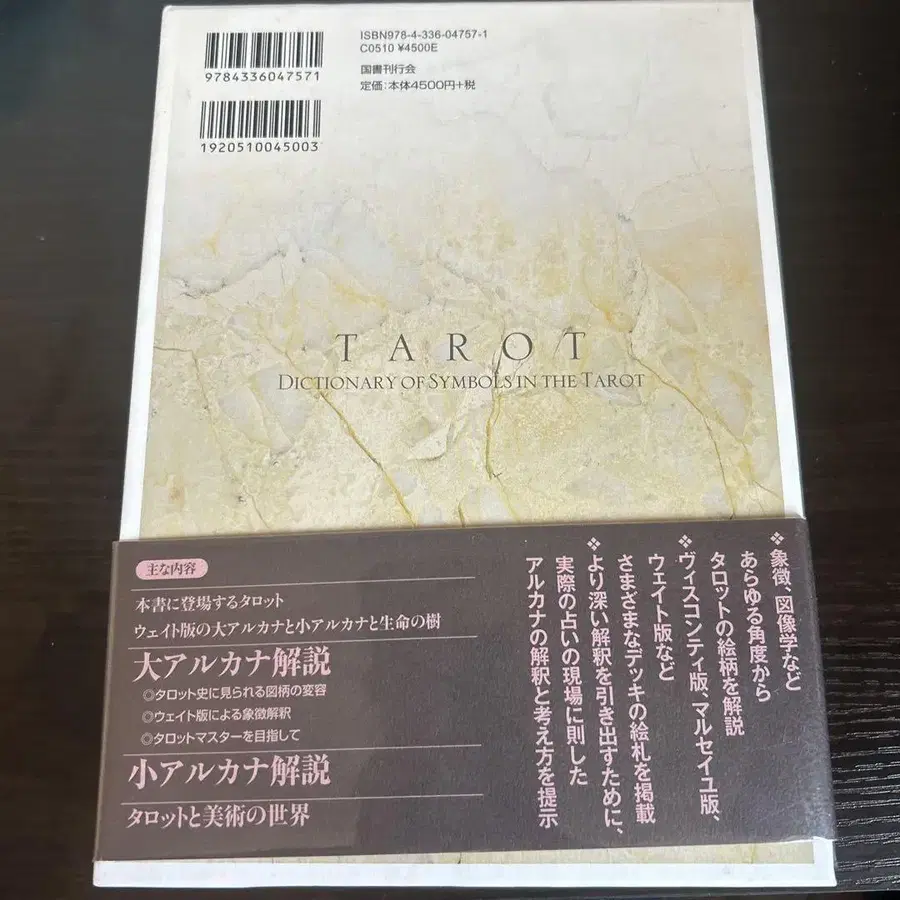 ISBN978-4-336-04757-1
C0510 ¥4500E
国書刊行会
定価:本体4500円+税
9784336047571
1920510045003
TAROT
DICTIONARY OF SYMBOLS IN THE TAROT
主な内容
本書に登場するタロット
ウェイト版の大アルカナと小アルカナと生命の樹
大アルカナ解説
◎タロット史に見られる図柄の変容
◎ウェイト版による象徴解釈
◎タロットマスターを目指して
小アルカナ解説
タロットと美術の世界
❖象徴、図像学など
あらゆる角度から
タロットの絵柄を解説
❖ヴィスコンティ版、マルセイユ版、
ウェイト版など
さまざまなデッキの絵札を掲載
❖より深い解釈を引き出すために、
実際の占いの現場に則した
アルカナの解釈と考え方を提示